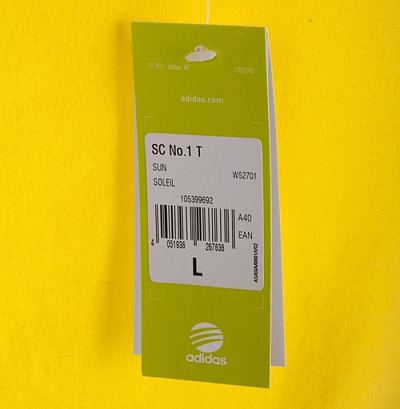 © 2011 adidas AG
adidas.com
SC No.1 T
SUN
W52701
SOLEIL
105399692
A40
EAN
4 051936 267636
L
adidas